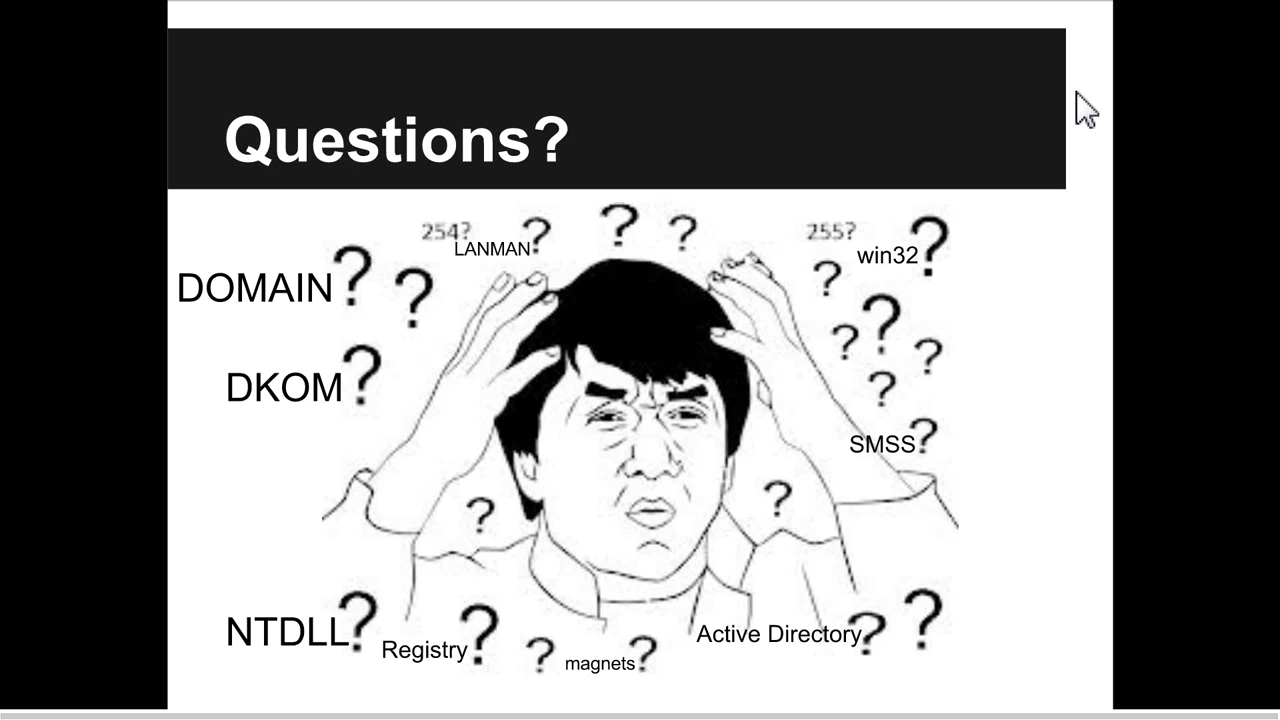 Questions?
254?
LANMAN?
?
?
255?
win32?
DOMAIN?
?
?
?
?
?
DKOM?
?
SMSS?
?
?
NTDLL?
Registry?
?
magnets?
Active Directory?
?